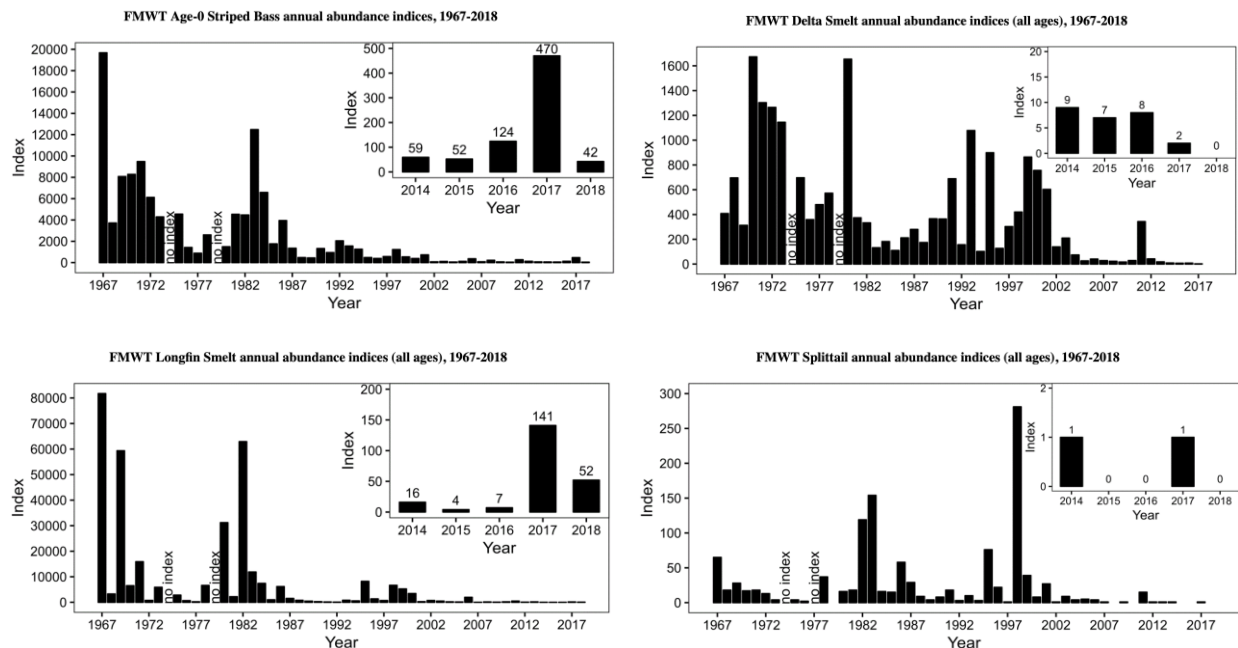 FMWT Age-0 Striped Bass annual abundance indices, 1967-2018
Index
20000
18000
16000
14000
12000
10000
8000
6000
4000
2000
0
no index
no index
1967 1972 1977 1982 1987 1992 1997 2002 2007 2012 2017
Year
Index
500
400
300
200
100
0
59 52 124 470 42
2014 2015 2016 2017 2018
Year
FMWT Delta Smelt annual abundance indices (all ages), 1967-2018
Index
1600
1400
1200
1000
800
600
400
200
0
no index
no index
1967 1972 1977 1982 1987 1992 1997 2002 2007 2012 2017
Year
Index
20
15
10
5
0
9 7 8 2 0
2014 2015 2016 2017 2018
Year
FMWT Longfin Smelt annual abundance indices (all ages), 1967-2018
Index
80000
70000
60000
50000
40000
30000
20000
10000
0
no index
no index
1967 1972 1977 1982 1987 1992 1997 2002 2007 2012 2017
Year
Index
200
150
100
50
0
16 4 7 141 52
2014 2015 2016 2017 2018
Year
FMWT Splittail annual abundance indices (all ages), 1967-2018
Index
300
250
200
150
100
50
0
no index
no index
1967 1972 1977 1982 1987 1992 1997 2002 2007 2012 2017
Year
Index
2
1
0
1 0 0 1 0
2014 2015 2016 2017 2018
Year